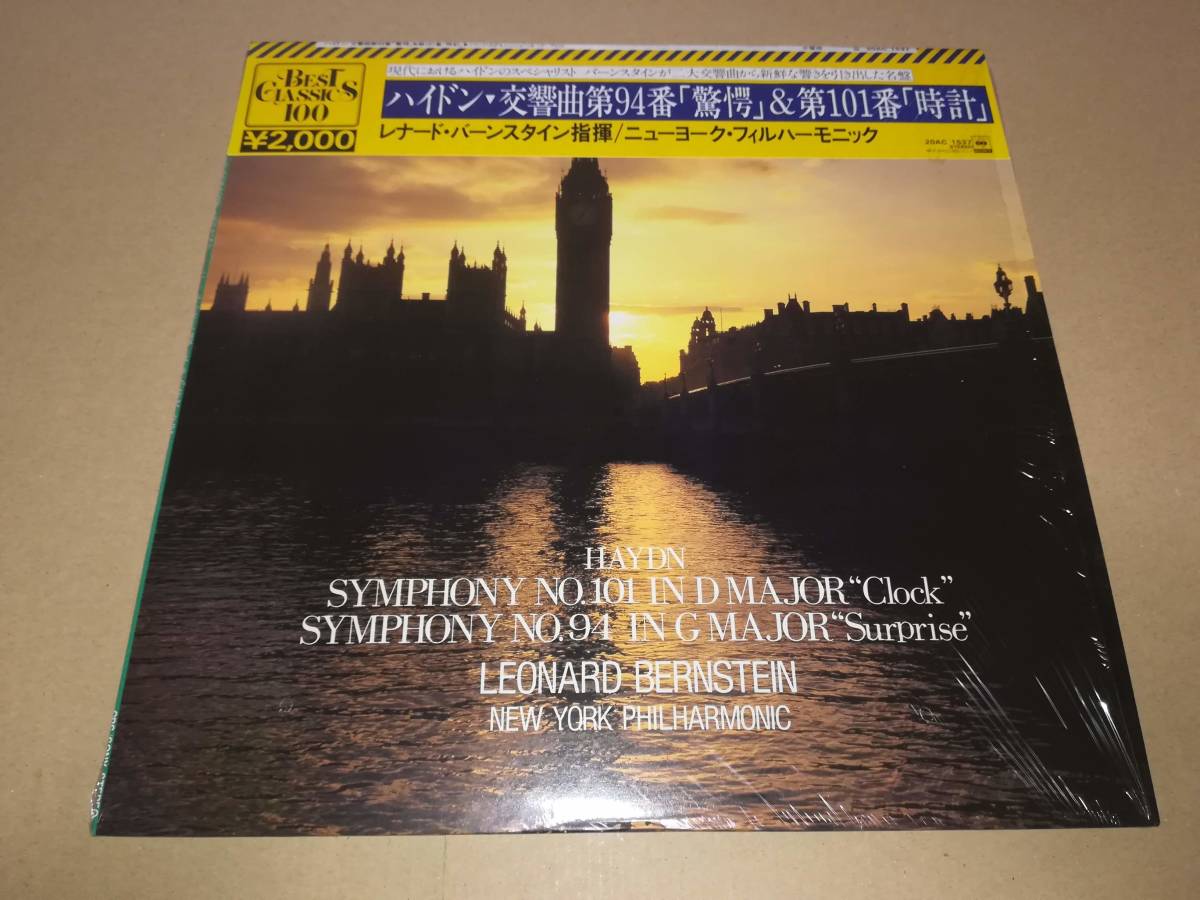 BEST
CLASSICS
100
¥2,000
現代におけるハイドンのスペシャリスト バーンスタインが 大交響曲から新鮮な響きを引き出した名盤
ハイドン・交響曲第94番「驚愕」&第101番「時計」
レナード・バーンスタイン指揮/ニューヨーク・フィルハーモニック
20AC 1537
STEREO
HAYDN
SYMPHONY NO.101 IN D MAJOR “Clock”
SYMPHONY NO.94 IN G MAJOR “Surprise”
LEONARD BERNSTEIN
NEW YORK PHILHARMONIC